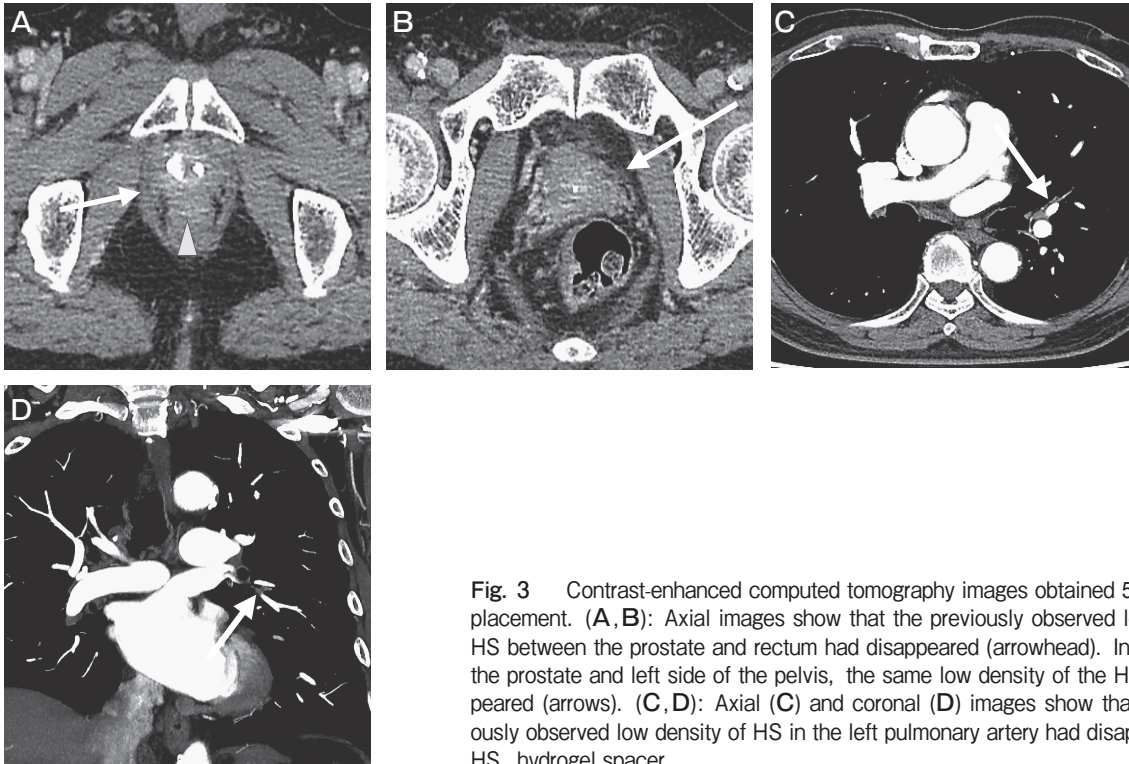 A
B
C
D
Fig. 3 Contrast-enhanced computed tomography images obtained 5
placement. (A,B): Axial images show that the previously observed l
HS between the prostate and rectum had disappeared (arrowhead). In
the prostate and left side of the pelvis, the same low density of the H
peared (arrows). (C,D): Axial (C) and coronal (D) images show tha
ously observed low density of HS in the left pulmonary artery had disap
HS, hydrogel spacer